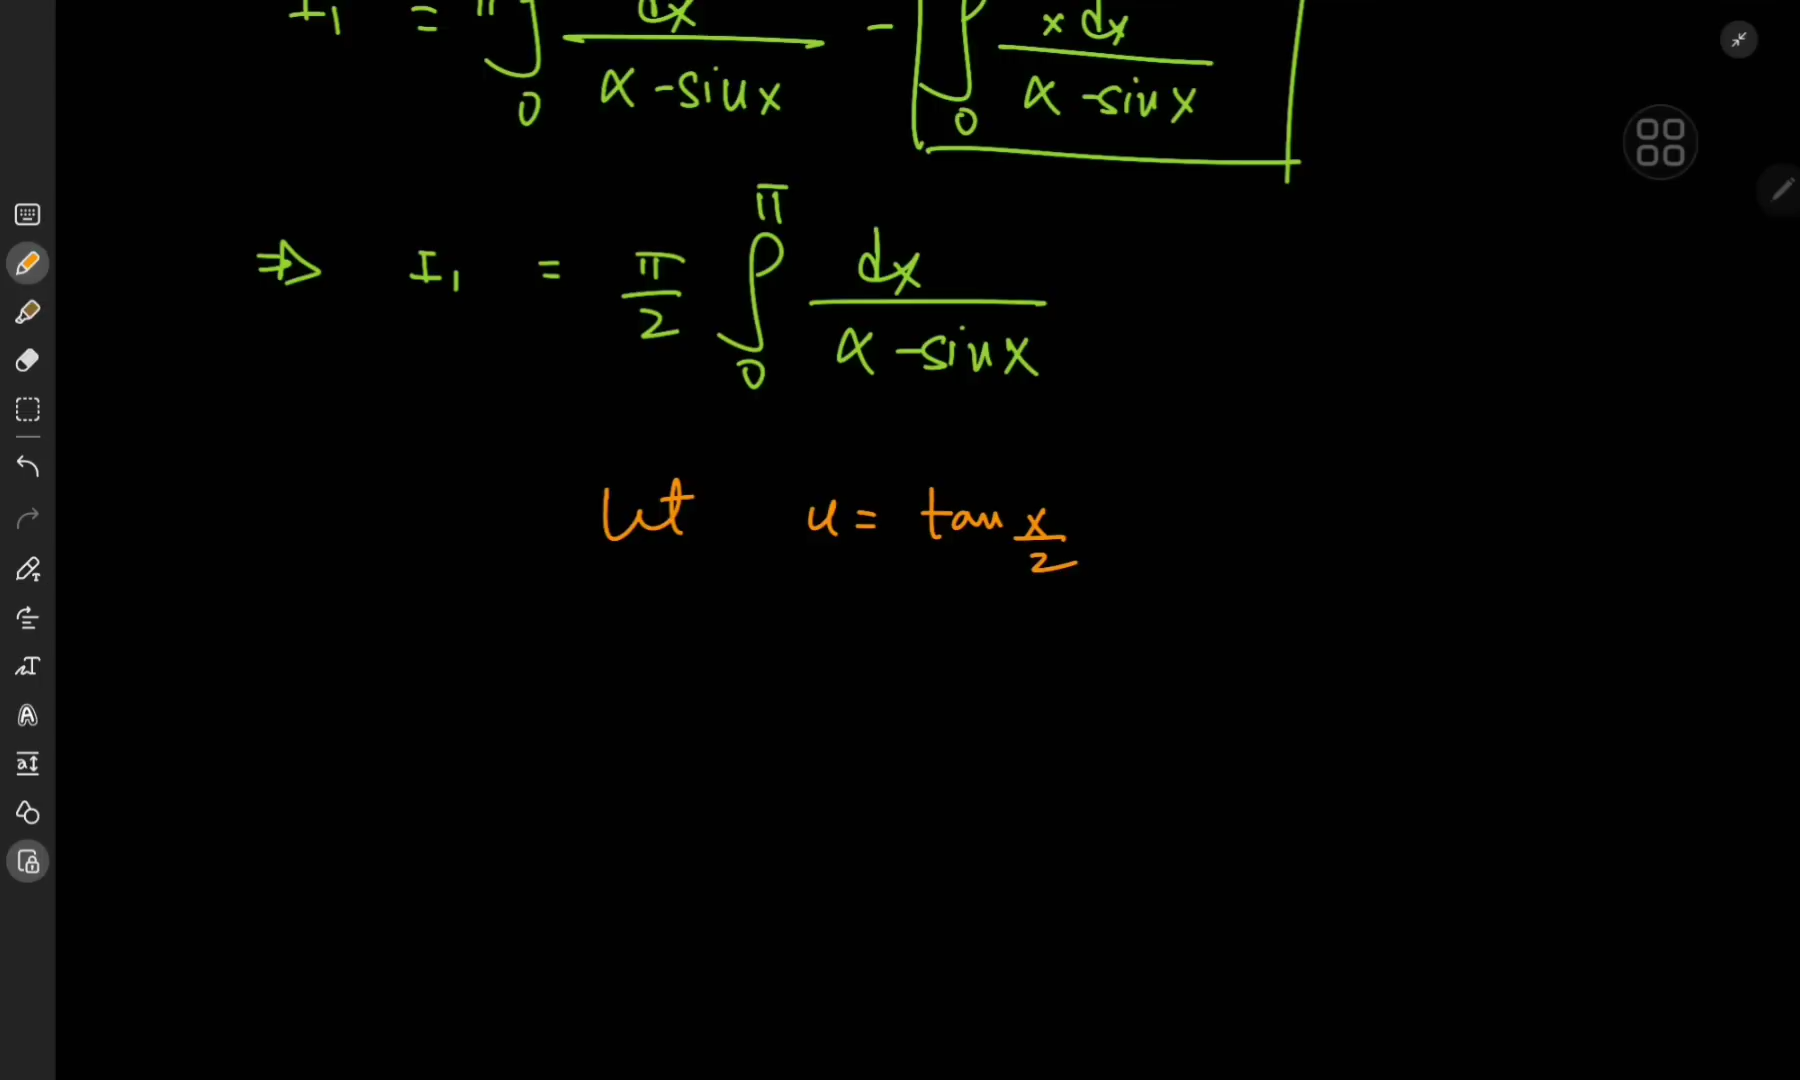 I₁ = π ∫₀ dx / (α - sin x) - ∫₀ x dx / (α - sin x)
⇒ I₁ = π/2 ∫₀^π dx / (α - sin x)
Let u = tan x/2